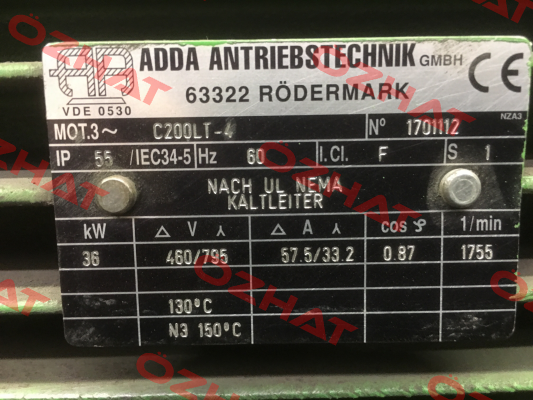 ADDA ANTRIEBSTECHNIK GMBH
63322 RÖDERMARK
VDE 0530
CE
NZA3
MOT.3~ C200LT-4 Nº 1701112
IP 55 /IEC34-5 Hz 60 I.Cl. F S 1
NACH UL NEMA
KALTLEITER
kW △ V ⅄ △ A ⅄ cos φ 1/min
36 460/795 57.5/33.2 0.87 1755
130°C
N3 150°C
OZHAT
OZHAT
OZHAT
OZHAT
OZHAT